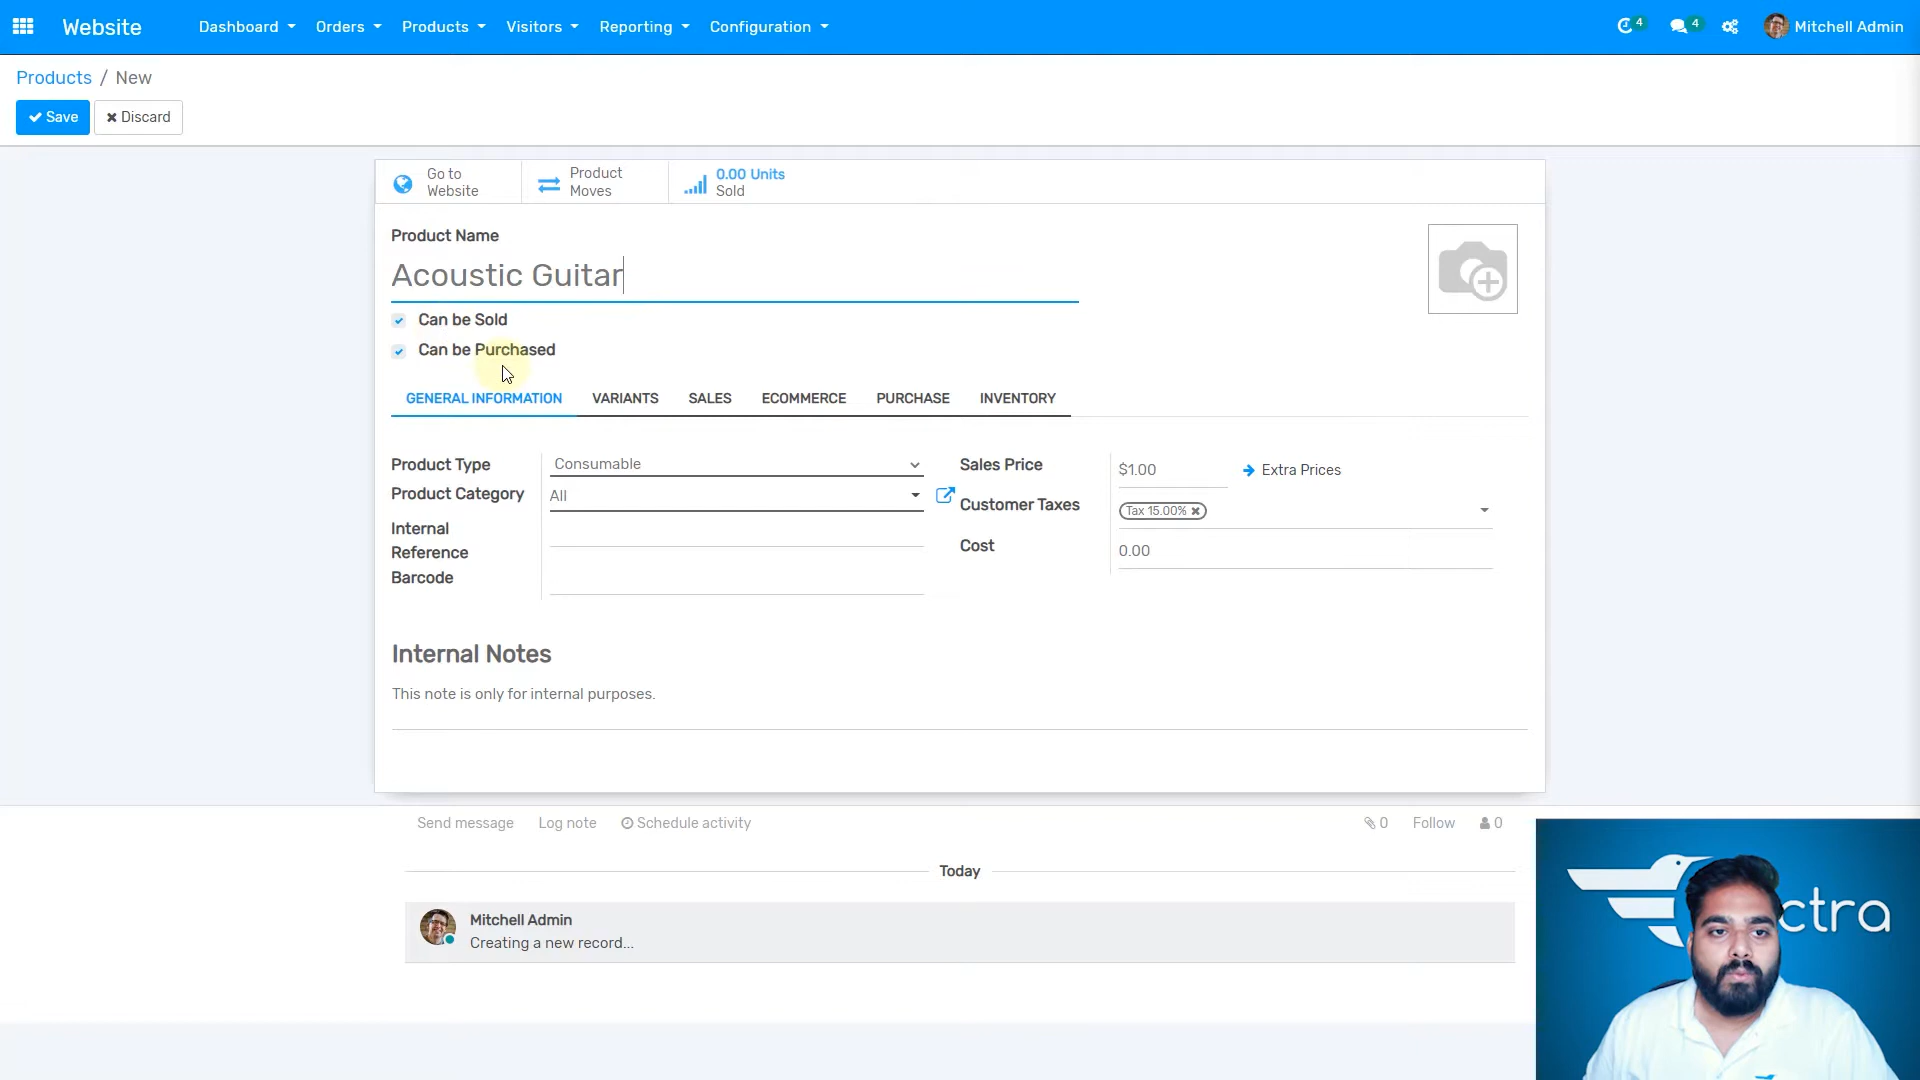 Website Dashboard Orders Products Visitors Reporting Configuration 4 4 Mitchell Admin
Products / New
Save Discard
Go to Website
Product Moves
0.00 Units Sold
Product Name
Acoustic Guitar
Can be Sold
Can be Purchased
GENERAL INFORMATION VARIANTS SALES ECOMMERCE PURCHASE INVENTORY
Product Type Consumable
Product Category All
Internal Reference
Barcode
Sales Price $1.00 Extra Prices
Customer Taxes Tax 15.00%
Cost 0.00
Internal Notes
This note is only for internal purposes.
Send message Log note Schedule activity 0 Follow 0
Today
Mitchell Admin
Creating a new record...
ctra